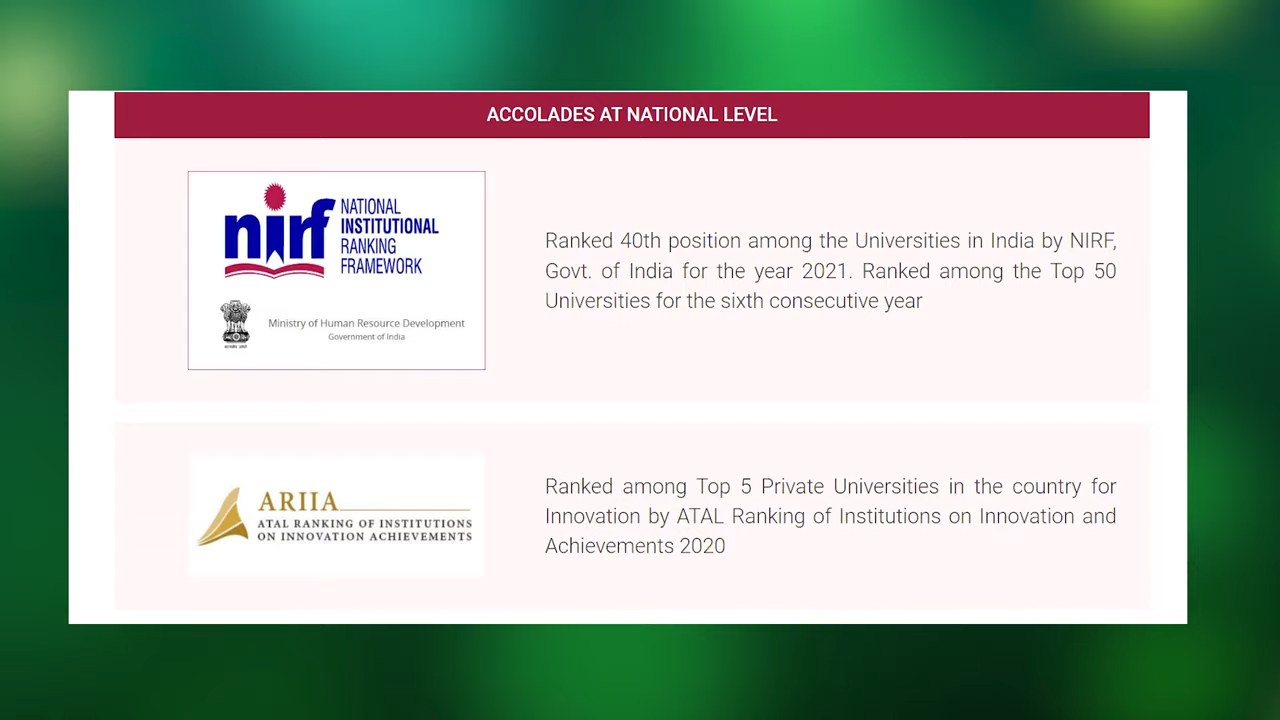 ACCOLADES AT NATIONAL LEVEL
nirf
NATIONAL
INSTITUTIONAL
RANKING
FRAMEWORK
Ministry of Human Resource Development
Government of India
Ranked 40th position among the Universities in India by NIRF,
Govt. of India for the year 2021. Ranked among the Top 50
Universities for the sixth consecutive year
ARIIA
ATAL RANKING OF INSTITUTIONS
ON INNOVATION ACHIEVEMENTS
Ranked among Top 5 Private Universities in the country for
Innovation by ATAL Ranking of Institutions on Innovation and
Achievements 2020